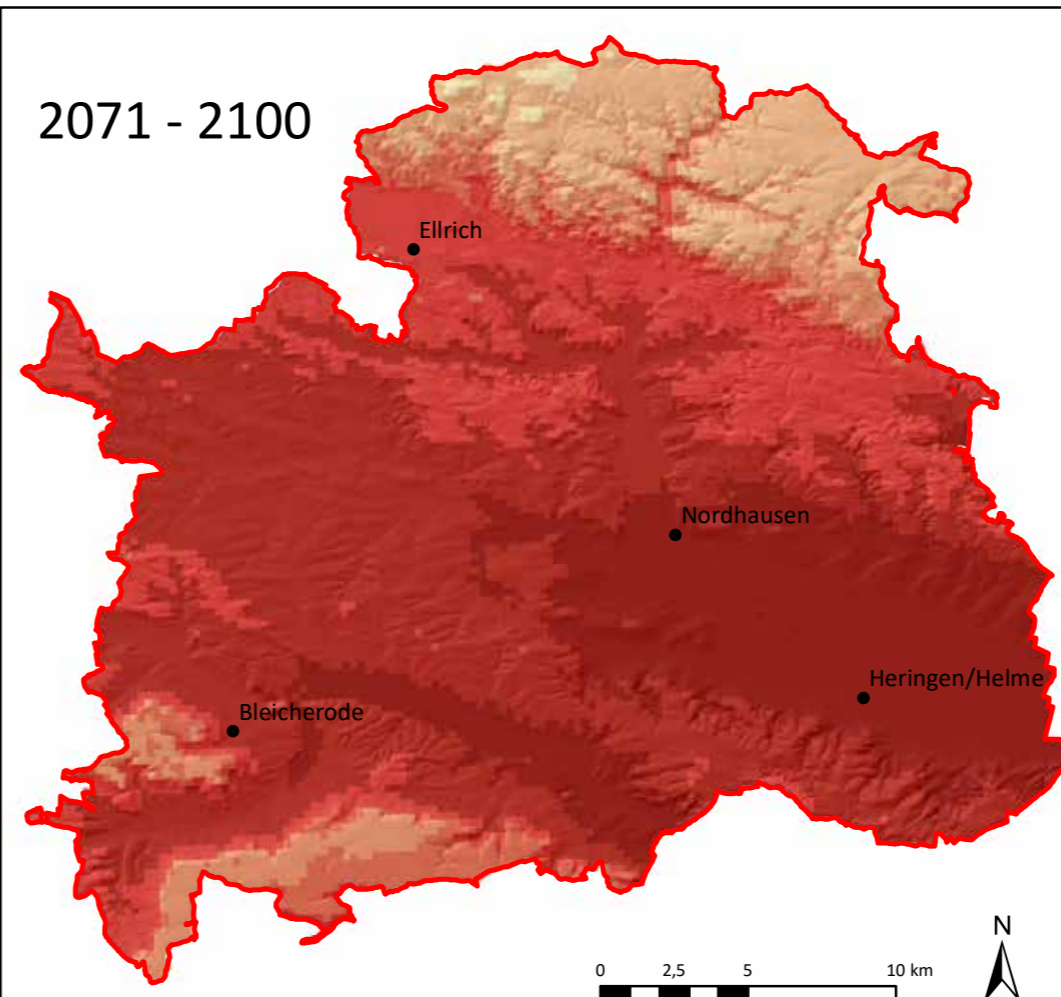 2071 - 2100
Ellrich
Nordhausen
Heringen/Helme
Bleicherode
N
0 2,5 5 10 km